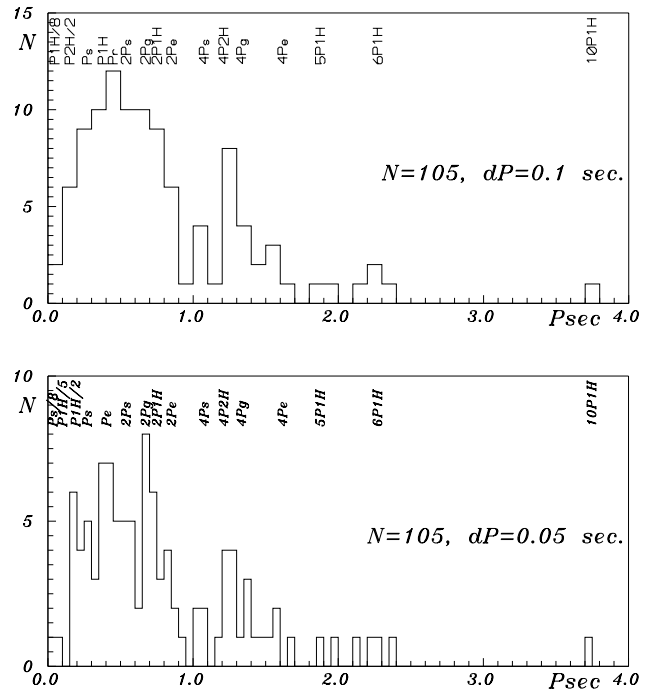 15
N
P1H/8 P2H/2 Ps P1H Pr 2Ps 2Pg 2P1H 2Pe 4Ps 4P2H 4Pg 4Pe 5P1H 6P1H 10P1H
10
N=105, dP=0.1 sec.
5
0
0.0 1.0 2.0 3.0 Psec 4.0
10
N
Ps/8 P1H/5 P1H/2 Ps Pe 2Ps 2Pg 2P1H 2Pe 4Ps 4P2H 4Pg 4Pe 5P1H 6P1H 10P1H
5
N=105, dP=0.05 sec.
0
0.0 1.0 2.0 3.0 Psec 4.0